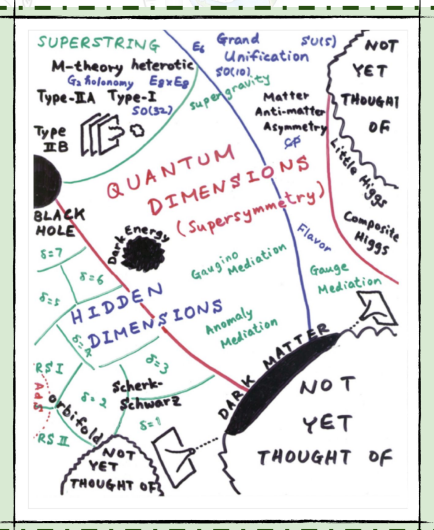 SUPERSTRING
E₆ Grand Unification SU(5)
SO(10)
M-theory heterotic
G₂ holonomy E₈xE₈
Type-IIA Type-I
SO(32)
Type IIB
supergravity
NOT
YET
THOUGHT
OF
Matter
Anti-matter
Asymmetry
CP
Little Higgs
QUANTUM
DIMENSIONS
(Supersymmetry)
BLACK
HOLE
Dark Energy
Composite
Higgs
Flavor
Gaugino
Mediation
Gauge
Mediation
δ=7
δ=6
δ=5
HIDDEN
DIMENSIONS
δ=4
Anomaly
Mediation
δ=3
RS I
δ=2
Scherk-
Schwarz
orbifold
RS II
δ=1
DARK MATTER
NOT
YET
THOUGHT OF
NOT
YET
THOUGHT OF